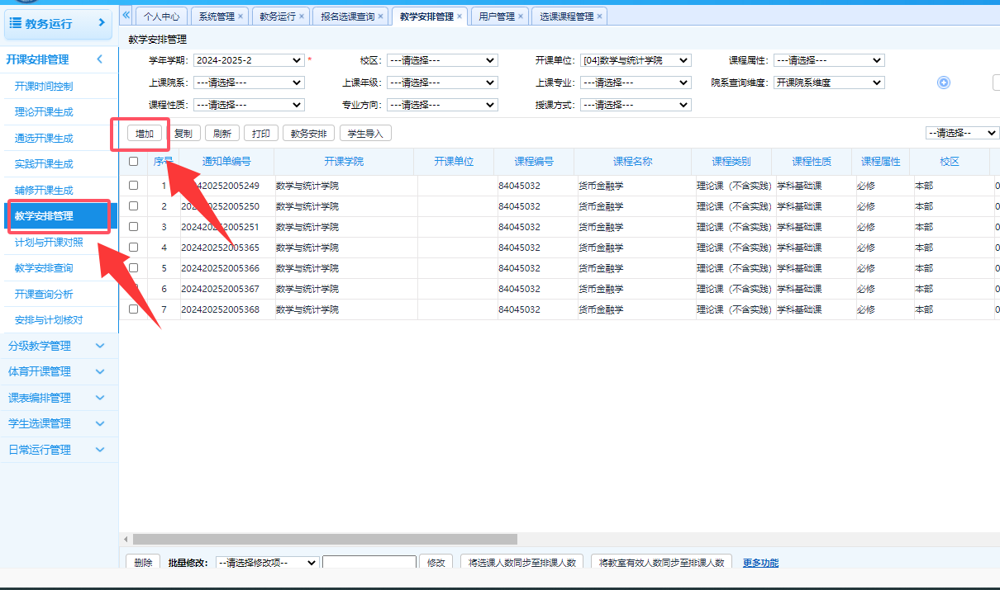 教务运行
个人中心 系统管理 × 教务运行 × 报名选课查询 × 教学安排管理 × 用户管理 × 选课课程管理 ×
教学安排管理
开课安排管理
开课时间控制
理论开课生成
通选开课生成
实践开课生成
辅修开课生成
教学安排管理
计划与开课对照
教学安排查询
开课查询分析
安排与计划核对
分级教学管理
体育开课管理
课表编排管理
学生选课管理
日常运行管理
学年学期: 2024-2025-2 * 校区: ---请选择--- 开课单位: [04]数学与统计学院 课程属性: ---请选择---
上课院系: ---请选择--- 上课年级: ---请选择--- 上课专业: ---请选择--- 院系查询维度: 开课院系维度
课程性质: ---请选择--- 专业方向: ---请选择--- 授课方式: ---请选择---
增加 复制 刷新 打印 教务安排 学生导入 --请选择--
序号 通知单编号 开课学院 开课单位 课程编号 课程名称 课程类别 课程性质 课程属性 校区
1 202420252005249 数学与统计学院 84045032 货币金融学 理论课（不含实践） 学科基础课 必修 本部 0
2 202420252005250 数学与统计学院 84045032 货币金融学 理论课（不含实践） 学科基础课 必修 本部 0
3 202420252005251 数学与统计学院 84045032 货币金融学 理论课（不含实践） 学科基础课 必修 本部 0
4 202420252005365 数学与统计学院 84045032 货币金融学 理论课（不含实践） 学科基础课 必修 本部 0
5 202420252005366 数学与统计学院 84045032 货币金融学 理论课（不含实践） 学科基础课 必修 本部 0
6 202420252005367 数学与统计学院 84045032 货币金融学 理论课（不含实践） 学科基础课 必修 本部 0
7 202420252005368 数学与统计学院 84045032 货币金融学 理论课（不含实践） 学科基础课 必修 本部 0
删除 批量修改: --请选择修改项-- 修改 将选课人数同步至排课人数 将教室有效人数同步至排课人数 更多功能